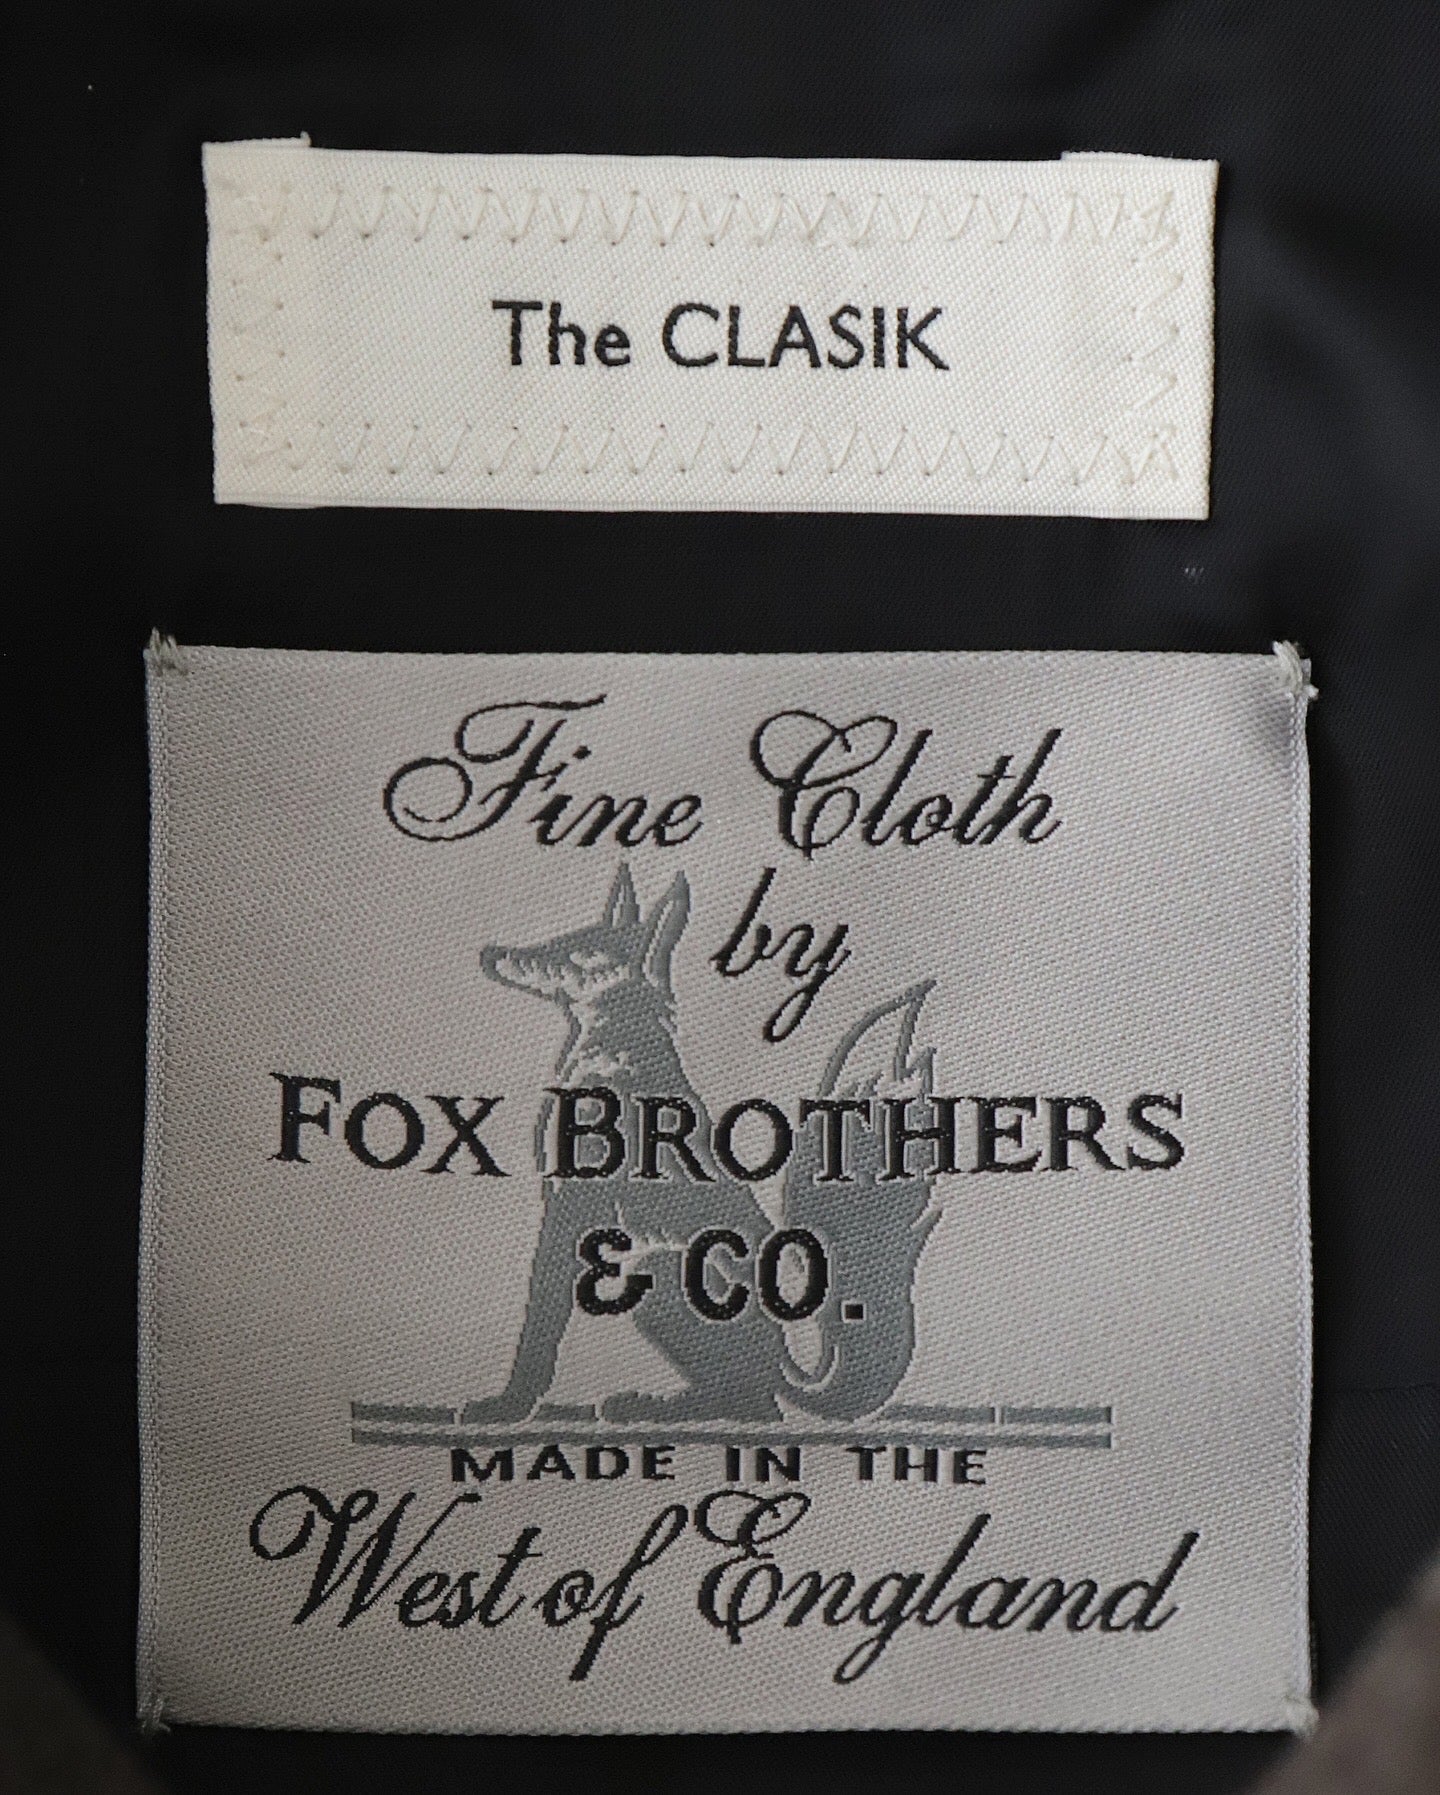 The CLASIK
Fine Cloth
by
FOX BROTHERS
& CO.
MADE IN THE
West of England